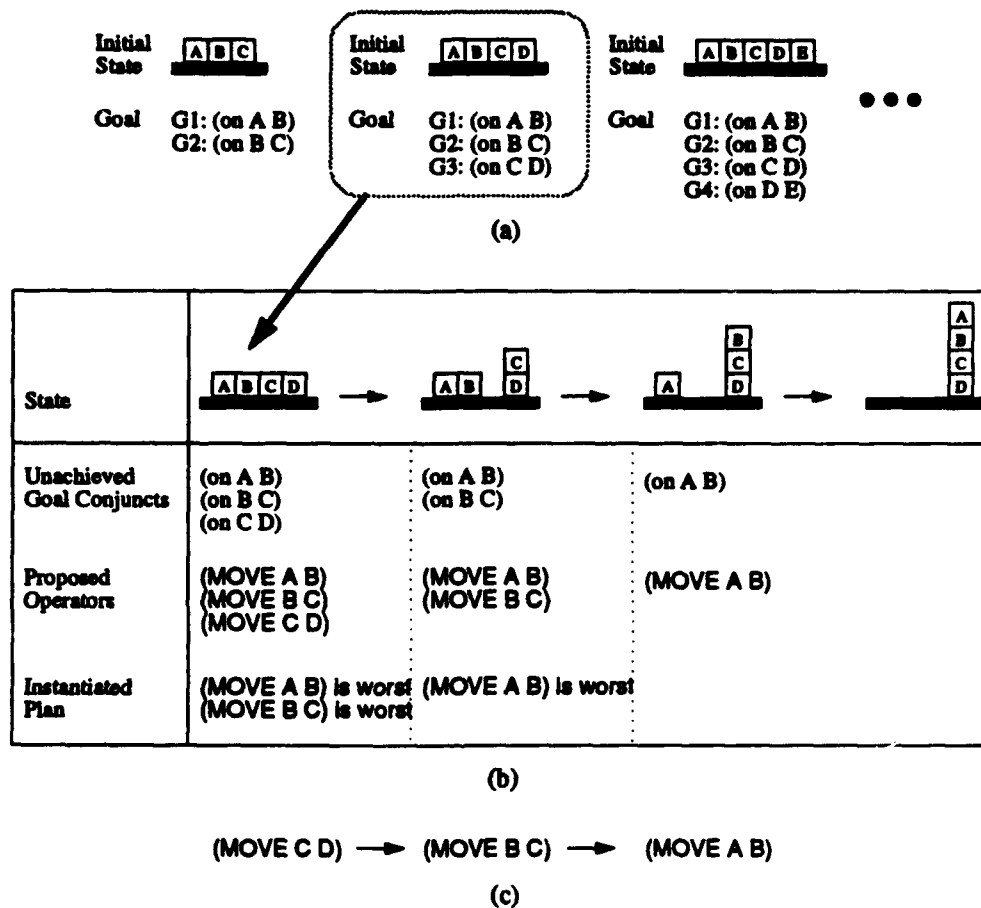 Initial State A B C
Initial State A B C D
Initial State A B C D E
Goal G1: (on A B)
G2: (on B C)
Goal G1: (on A B)
G2: (on B C)
G3: (on C D)
Goal G1: (on A B)
G2: (on B C)
G3: (on C D)
G4: (on D E)
(a)
State
A B C D
A B
C
D
A
B
C
D
A
B
C
D
Unachieved
Goal Conjuncts
(on A B)
(on B C)
(on C D)
(on A B)
(on B C)
(on A B)
Proposed
Operators
(MOVE A B)
(MOVE B C)
(MOVE C D)
(MOVE A B)
(MOVE B C)
(MOVE A B)
Instantiated
Plan
(MOVE A B) is worst
(MOVE B C) is worst
(MOVE A B) is worst
(b)
(MOVE C D) → (MOVE B C) → (MOVE A B)
(c)